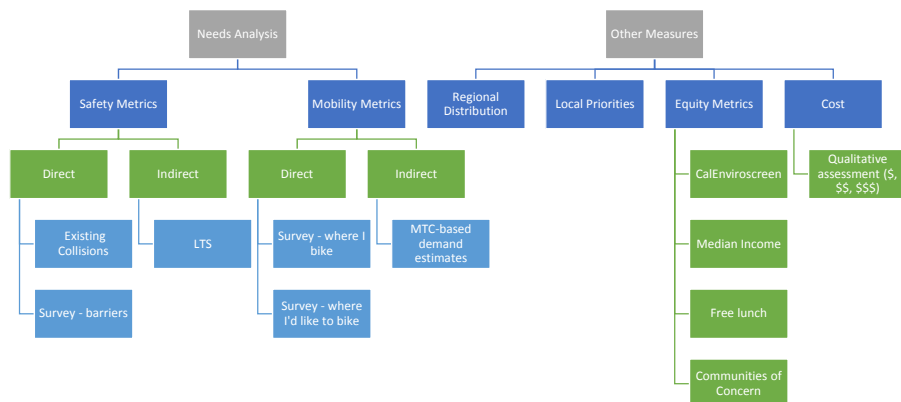 Needs Analysis
Other Measures
Safety Metrics
Mobility Metrics
Regional
Distribution
Local Priorities
Equity Metrics
Cost
Direct
Indirect
Direct
Indirect
CalEnviroscreen
Qualitative
assessment ($,
$$, $$$)
Existing
Collisions
LTS
Survey - where I
bike
MTC-based
demand
estimates
Median Income
Survey - barriers
Survey - where
I'd like to bike
Free lunch
Communities of
Concern